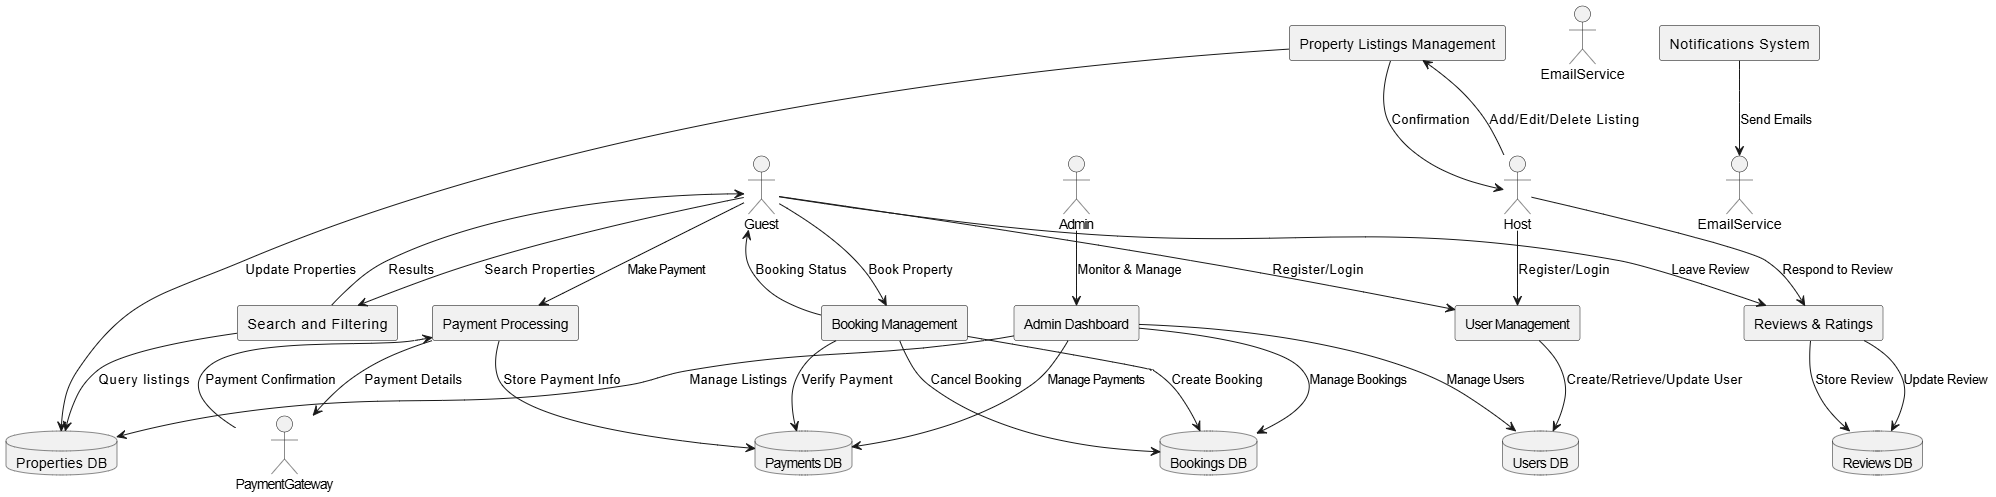 Property Listings Management
EmailService
Notifications System
Confirmation
Add/Edit/Delete Listing
Send Emails
Guest
Admin
Host
EmailService
Update Properties
Results
Search Properties
Make Payment
Booking Status
Book Property
Monitor & Manage
Register/Login
Register/Login
Leave Review
Respond to Review
Search and Filtering
Payment Processing
Booking Management
Admin Dashboard
User Management
Reviews & Ratings
Query listings
Payment Confirmation
Payment Details
Store Payment Info
Manage Listings
Verify Payment
Cancel Booking
Manage Payments
Create Booking
Manage Bookings
Manage Users
Create/Retrieve/Update User
Store Review
Update Review
Properties DB
PaymentGateway
Payments DB
Bookings DB
Users DB
Reviews DB